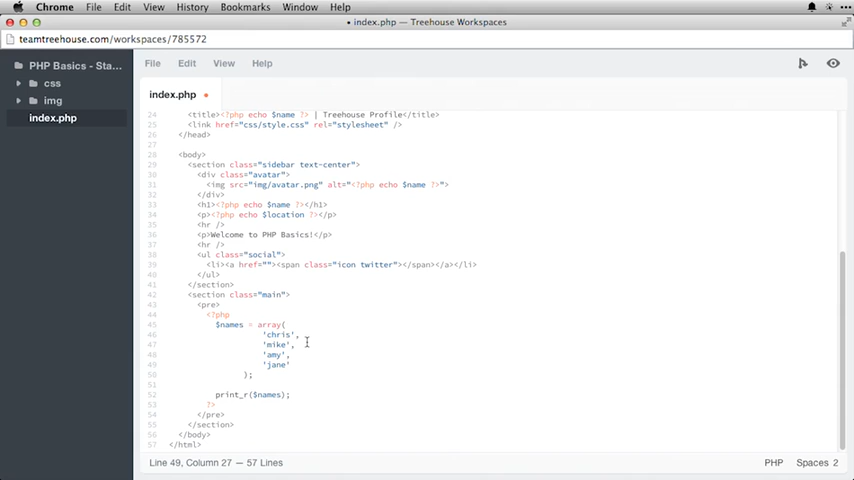 Chrome File Edit View History Bookmarks Window Help
• index.php — Treehouse Workspaces
teamtreehouse.com/workspaces/785572
PHP Basics - Sta...
css
img
index.php
File Edit View Help
index.php
24 <title><?php echo $name ?> | Treehouse Profile</title>
25 <link href="css/style.css" rel="stylesheet" />
26 </head>
27
28 <body>
29 <section class="sidebar text-center">
30 <div class="avatar">
31 <img src="img/avatar.png" alt="<?php echo $name ?>">
32 </div>
33 <h1><?php echo $name ?></h1>
34 <p><?php echo $location ?></p>
35 <hr />
36 <p>Welcome to PHP Basics!</p>
37 <hr />
38 <ul class="social">
39 <li><a href=""><span class="icon twitter"></span></a></li>
40 </ul>
41 </section>
42 <section class="main">
43 <pre>
44 <?php
45 $names = array(
46 'chris',
47 'mike',
48 'amy',
49 'jane'
50 );
51
52 print_r($names);
53 ?>
54 </pre>
55 </section>
56 </body>
57 </html>
Line 49, Column 27 — 57 Lines
PHP Spaces 2